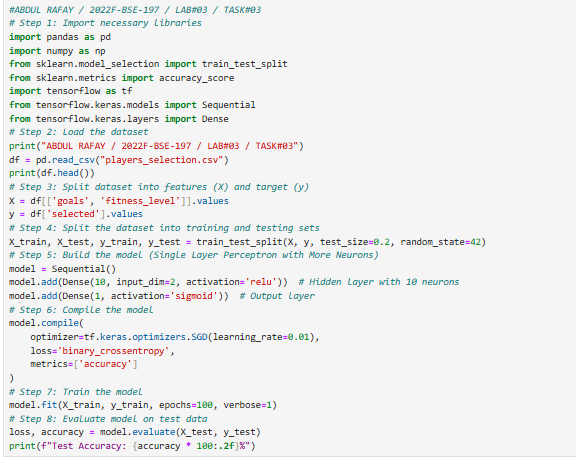 #ABDUL RAFAY / 2022F-BSE-197 / LAB#03 / TASK#03
# Step 1: Import necessary libraries
import pandas as pd
import numpy as np
from sklearn.model_selection import train_test_split
from sklearn.metrics import accuracy_score
import tensorflow as tf
from tensorflow.keras.models import Sequential
from tensorflow.keras.layers import Dense
# Step 2: Load the dataset
print("ABDUL RAFAY / 2022F-BSE-197 / LAB#03 / TASK#03")
df = pd.read_csv("players_selection.csv")
print(df.head())
# Step 3: Split dataset into features (X) and target (y)
X = df[['goals', 'fitness_level']].values
y = df['selected'].values
# Step 4: Split the dataset into training and testing sets
X_train, X_test, y_train, y_test = train_test_split(X, y, test_size=0.2, random_state=42)
# Step 5: Build the model (Single Layer Perceptron with More Neurons)
model = Sequential()
model.add(Dense(10, input_dim=2, activation='relu'))  # Hidden Layer with 10 neurons
model.add(Dense(1, activation='sigmoid'))  # Output layer
# Step 6: Compile the model
model.compile(
    optimizer=tf.keras.optimizers.SGD(learning_rate=0.01),
    loss='binary_crossentropy',
    metrics=['accuracy']
)
# Step 7: Train the model
model.fit(X_train, y_train, epochs=100, verbose=1)
# Step 8: Evaluate model on test data
loss, accuracy = model.evaluate(X_test, y_test)
print(f"Test Accuracy: {accuracy * 100:.2f}%")